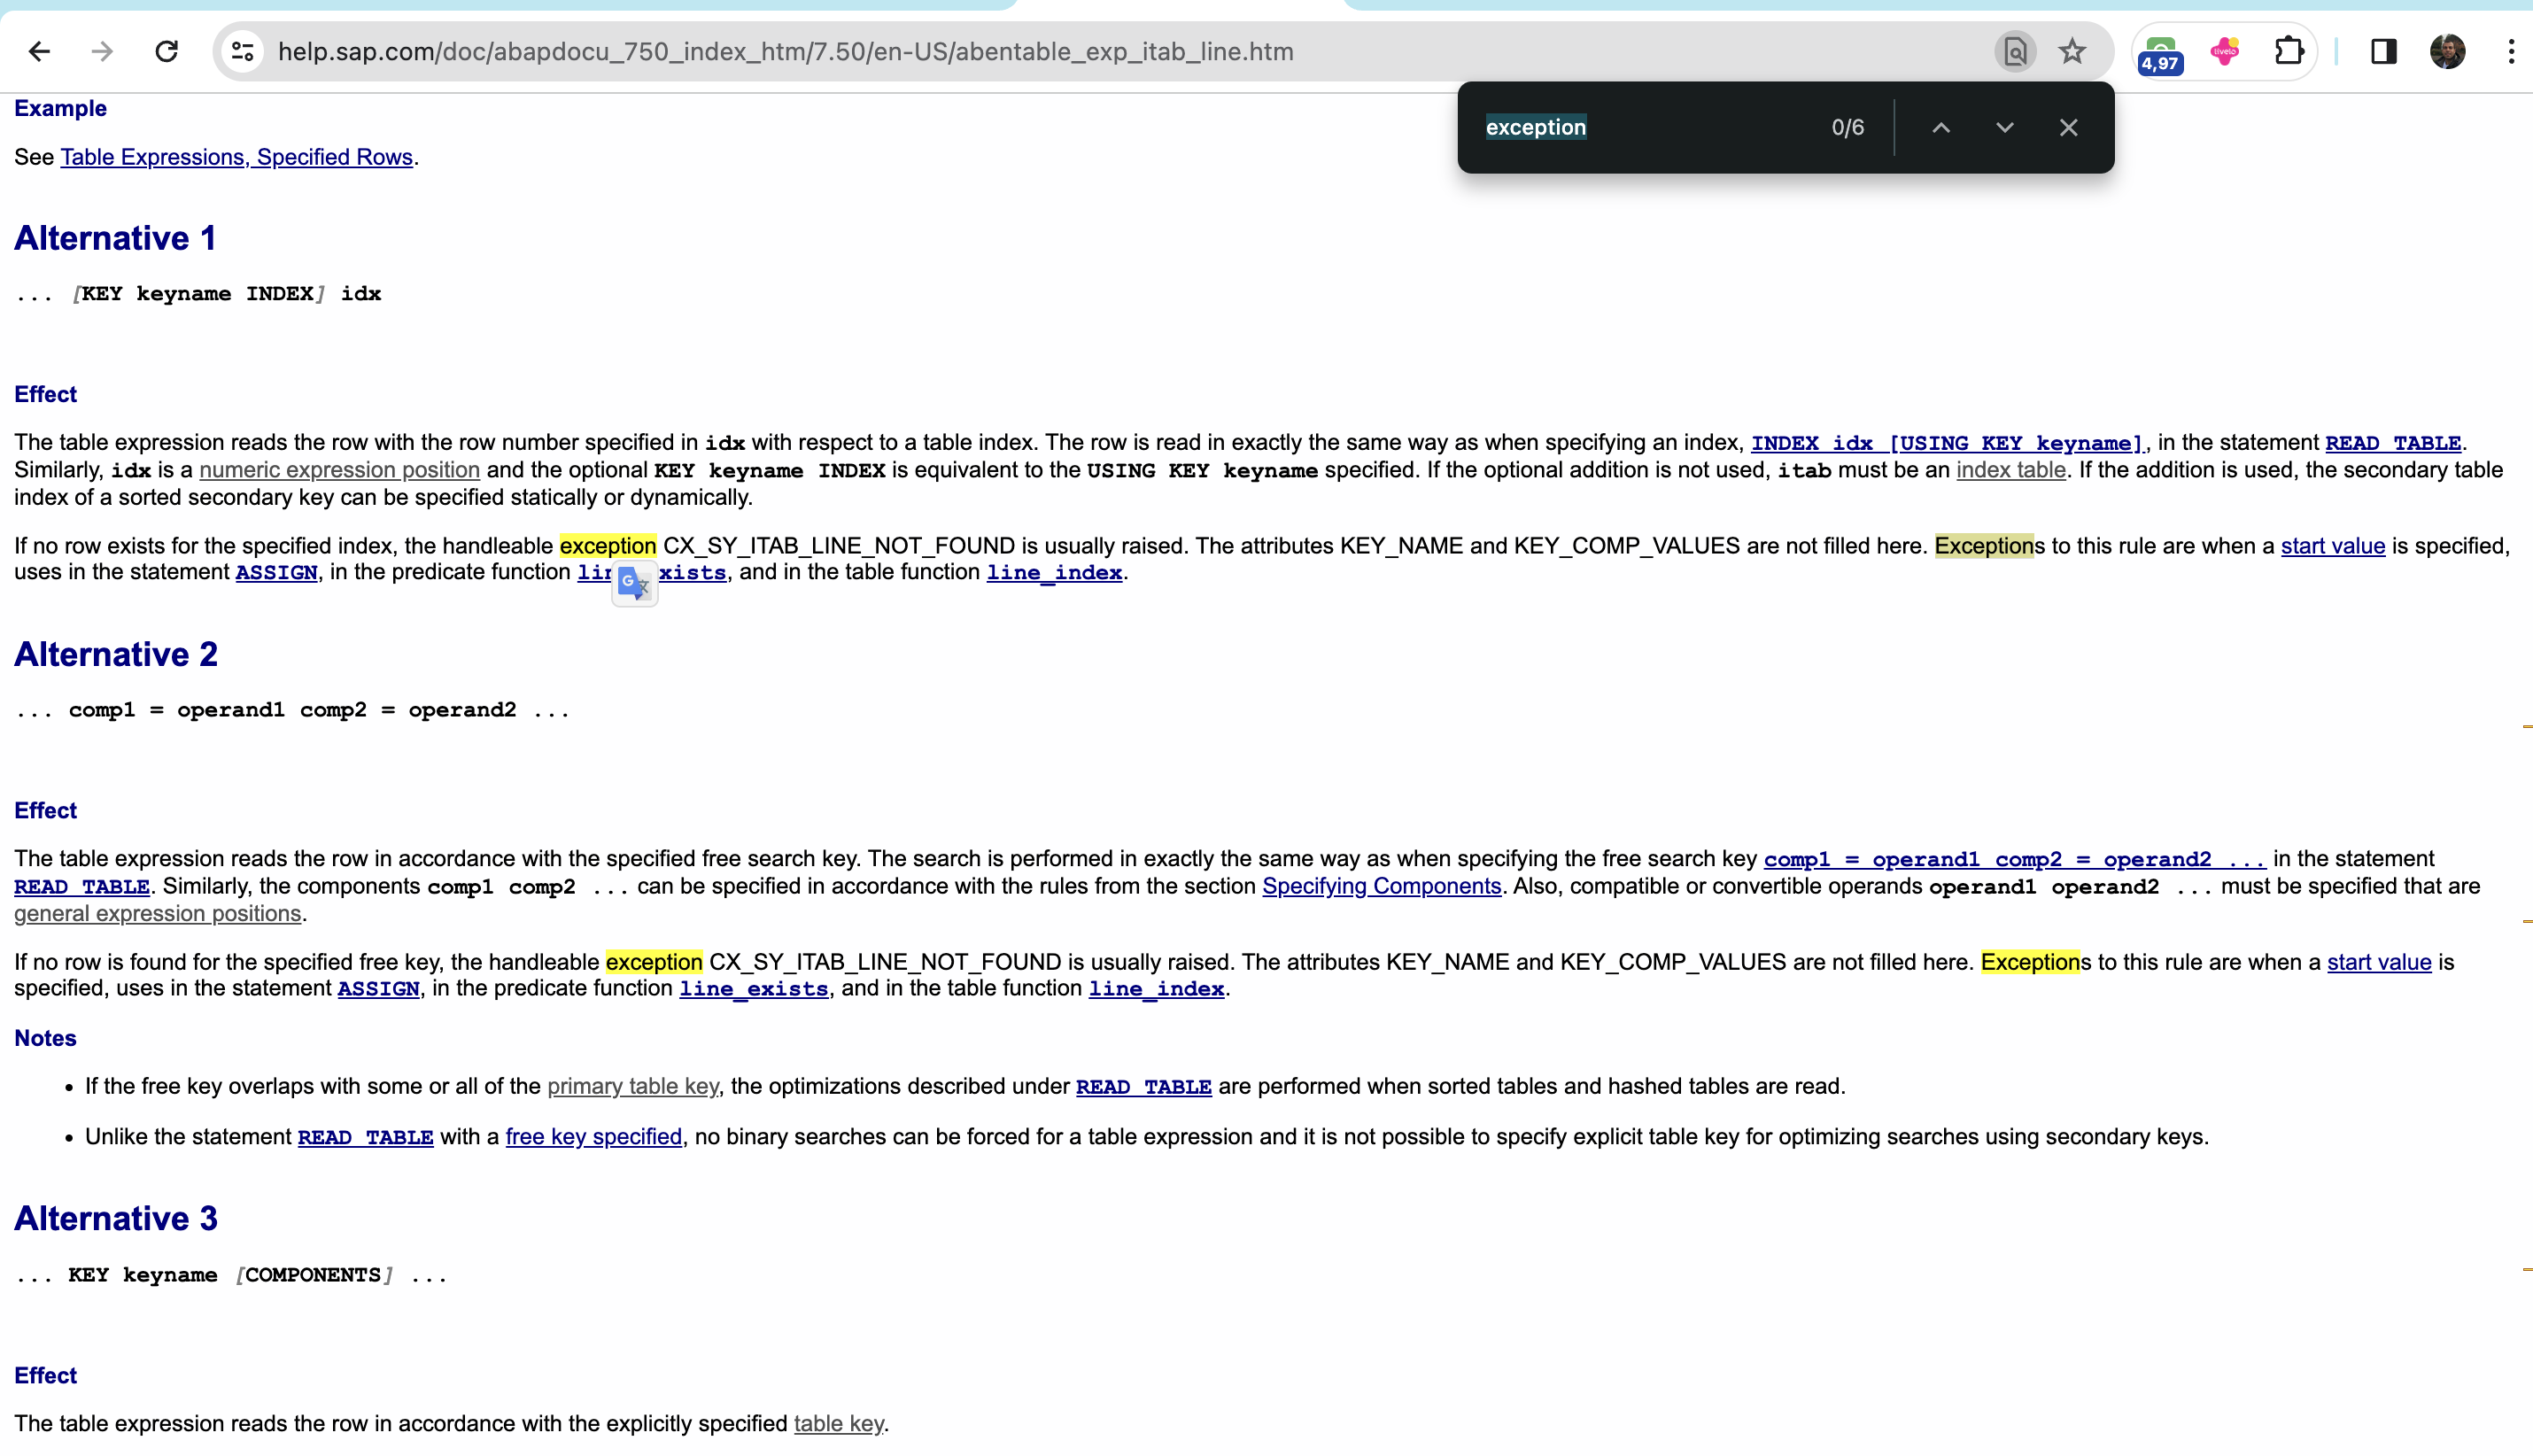 help.sap.com/doc/abapdocu_750_index_htm/7.50/en-US/abentable_exp_itab_line.htm
4,97
livelo
exception
0/6
Example
See Table Expressions, Specified Rows.
Alternative 1
... [KEY keyname INDEX] idx
Effect
The table expression reads the row with the row number specified in idx with respect to a table index. The row is read in exactly the same way as when specifying an index, INDEX idx [USING KEY keyname], in the statement READ TABLE.
Similarly, idx is a numeric expression position and the optional KEY keyname INDEX is equivalent to the USING KEY keyname specified. If the optional addition is not used, itab must be an index table. If the addition is used, the secondary table
index of a sorted secondary key can be specified statically or dynamically.
If no row exists for the specified index, the handleable exception CX_SY_ITAB_LINE_NOT_FOUND is usually raised. The attributes KEY_NAME and KEY_COMP_VALUES are not filled here. Exceptions to this rule are when a start value is specified,
uses in the statement ASSIGN, in the predicate function lin xists, and in the table function line_index.
Alternative 2
... comp1 = operand1 comp2 = operand2 ...
Effect
The table expression reads the row in accordance with the specified free search key. The search is performed in exactly the same way as when specifying the free search key comp1 = operand1 comp2 = operand2 ... in the statement
READ TABLE. Similarly, the components comp1 comp2 ... can be specified in accordance with the rules from the section Specifying Components. Also, compatible or convertible operands operand1 operand2 ... must be specified that are
general expression positions.
If no row is found for the specified free key, the handleable exception CX_SY_ITAB_LINE_NOT_FOUND is usually raised. The attributes KEY_NAME and KEY_COMP_VALUES are not filled here. Exceptions to this rule are when a start value is
specified, uses in the statement ASSIGN, in the predicate function line_exists, and in the table function line_index.
Notes
• If the free key overlaps with some or all of the primary table key, the optimizations described under READ TABLE are performed when sorted tables and hashed tables are read.
• Unlike the statement READ TABLE with a free key specified, no binary searches can be forced for a table expression and it is not possible to specify explicit table key for optimizing searches using secondary keys.
Alternative 3
... KEY keyname [COMPONENTS] ...
Effect
The table expression reads the row in accordance with the explicitly specified table key.